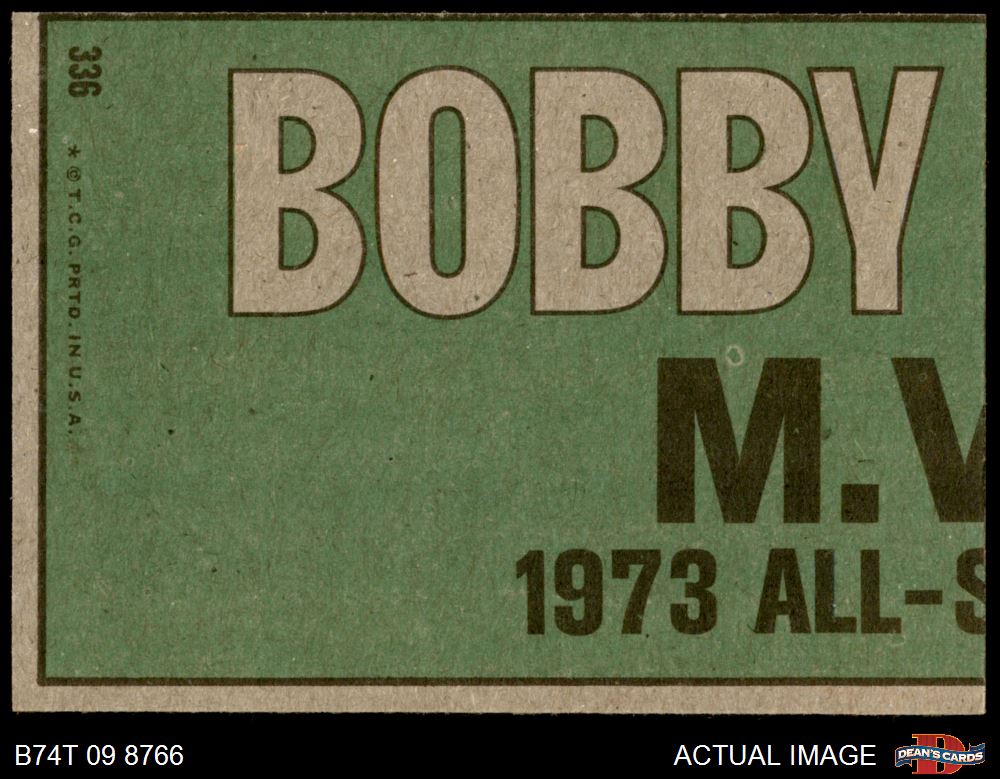 336
* © T.C.G. PRTD. IN U.S.A.
BOBBY
M.V
1973 ALL-S
B74T 09 8766
ACTUAL IMAGE
D
DEAN'S CARDS